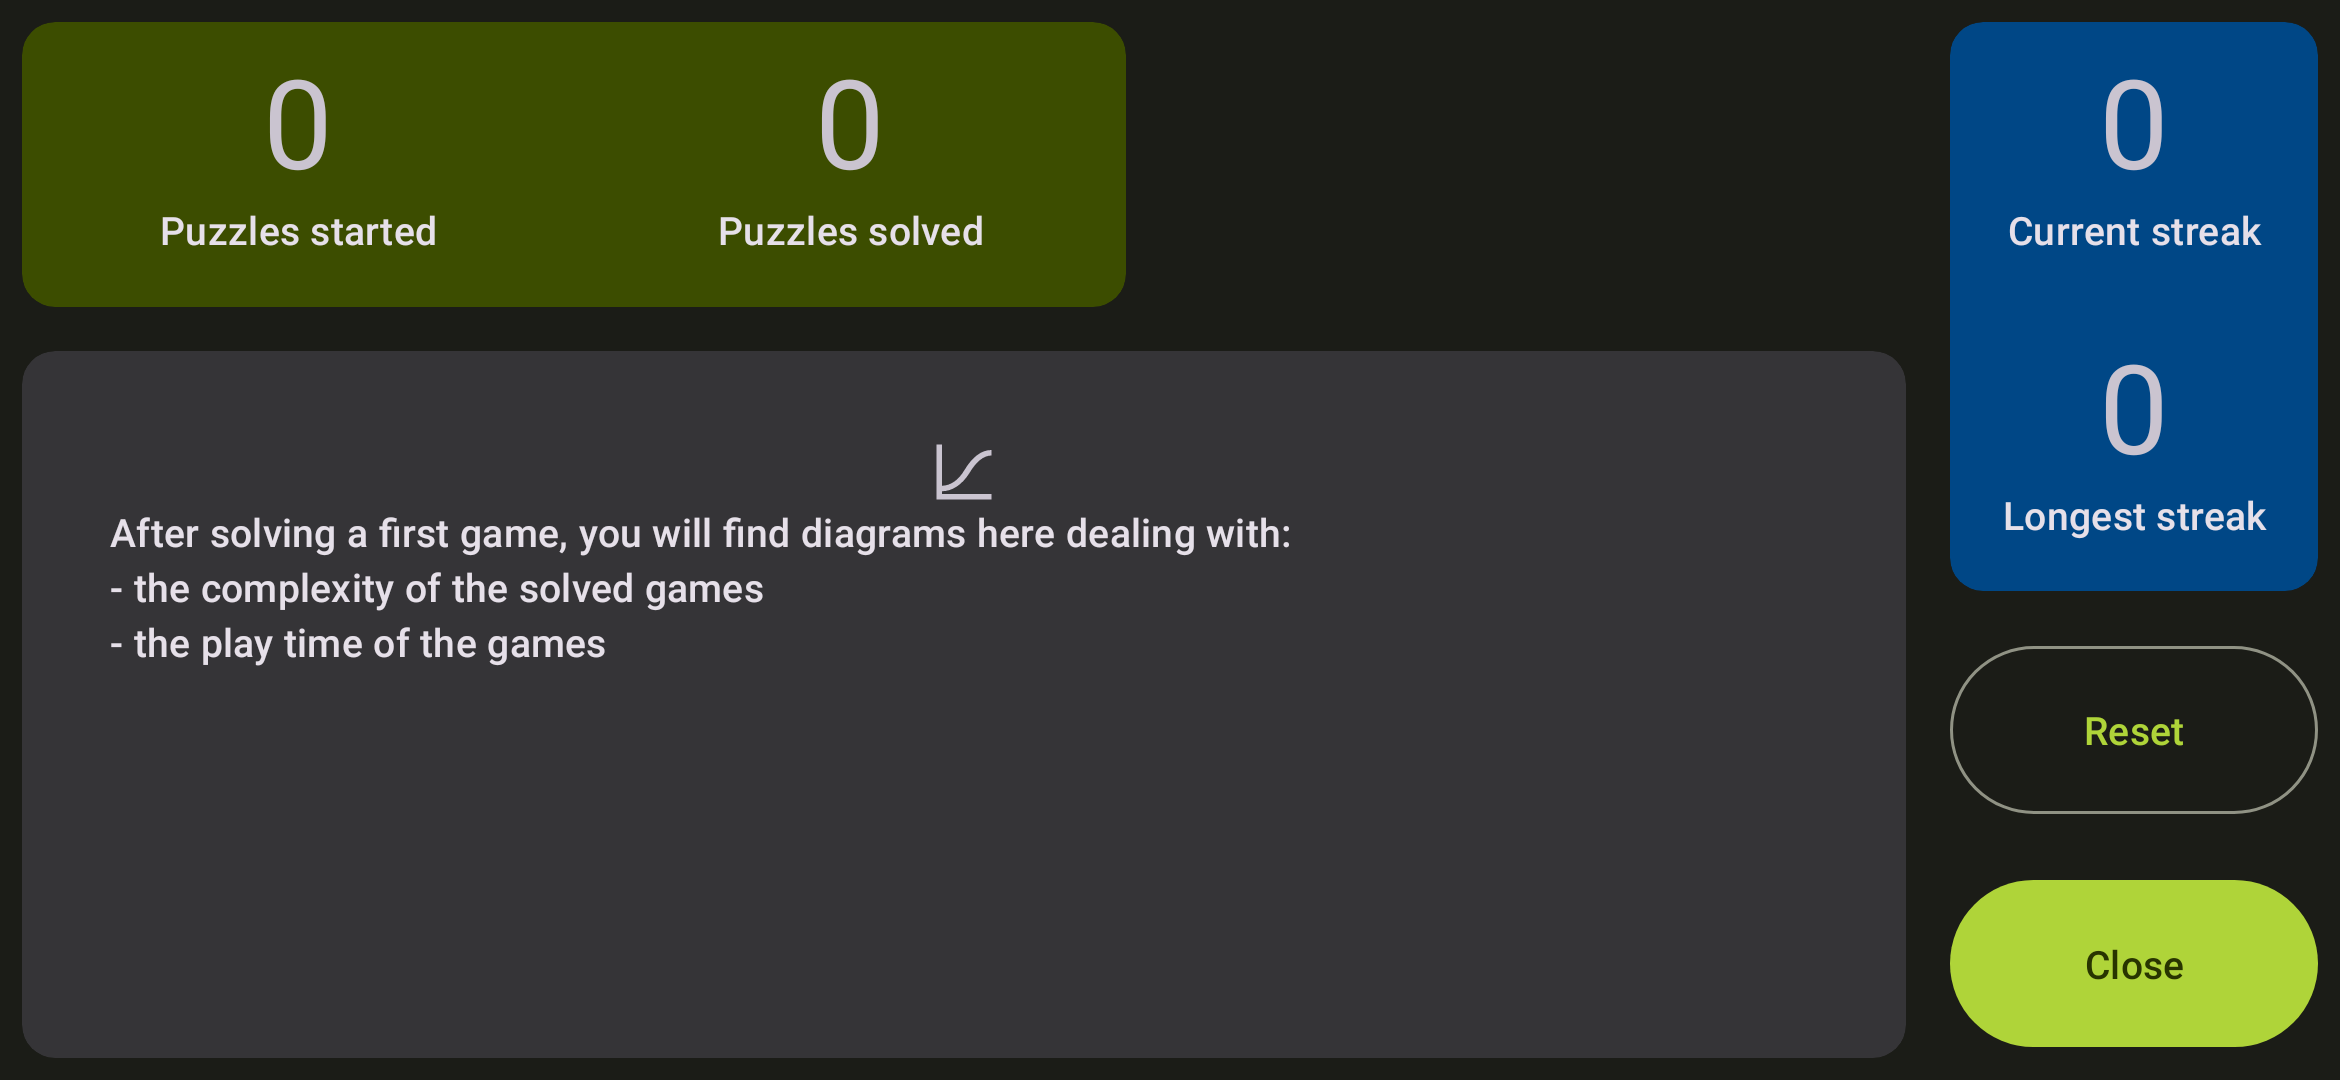 0
Puzzles started
0
Puzzles solved
0
Current streak
0
Longest streak
After solving a first game, you will find diagrams here dealing with:
- the complexity of the solved games
- the play time of the games
Reset
Close